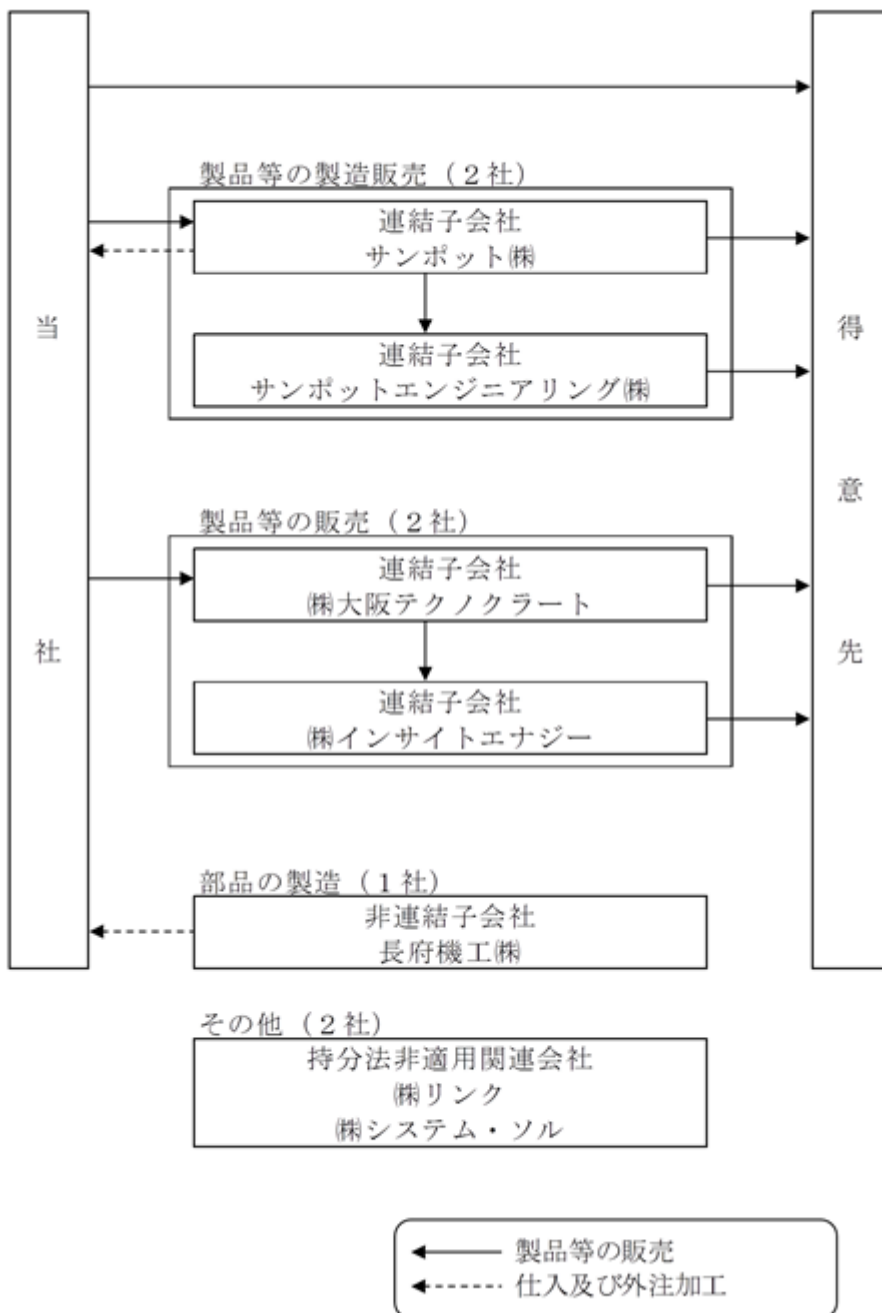 当社
得意先
製品等の製造販売（２社）
連結子会社
サンポット㈱
連結子会社
サンポットエンジニアリング㈱
製品等の販売（２社）
連結子会社
㈱大阪テクノクラート
連結子会社
㈱インサイトエナジー
部品の製造（１社）
非連結子会社
長府機工㈱
その他（２社）
持分法非適用関連会社
㈱リンク
㈱システム・ソル
製品等の販売
仕入及び外注加工